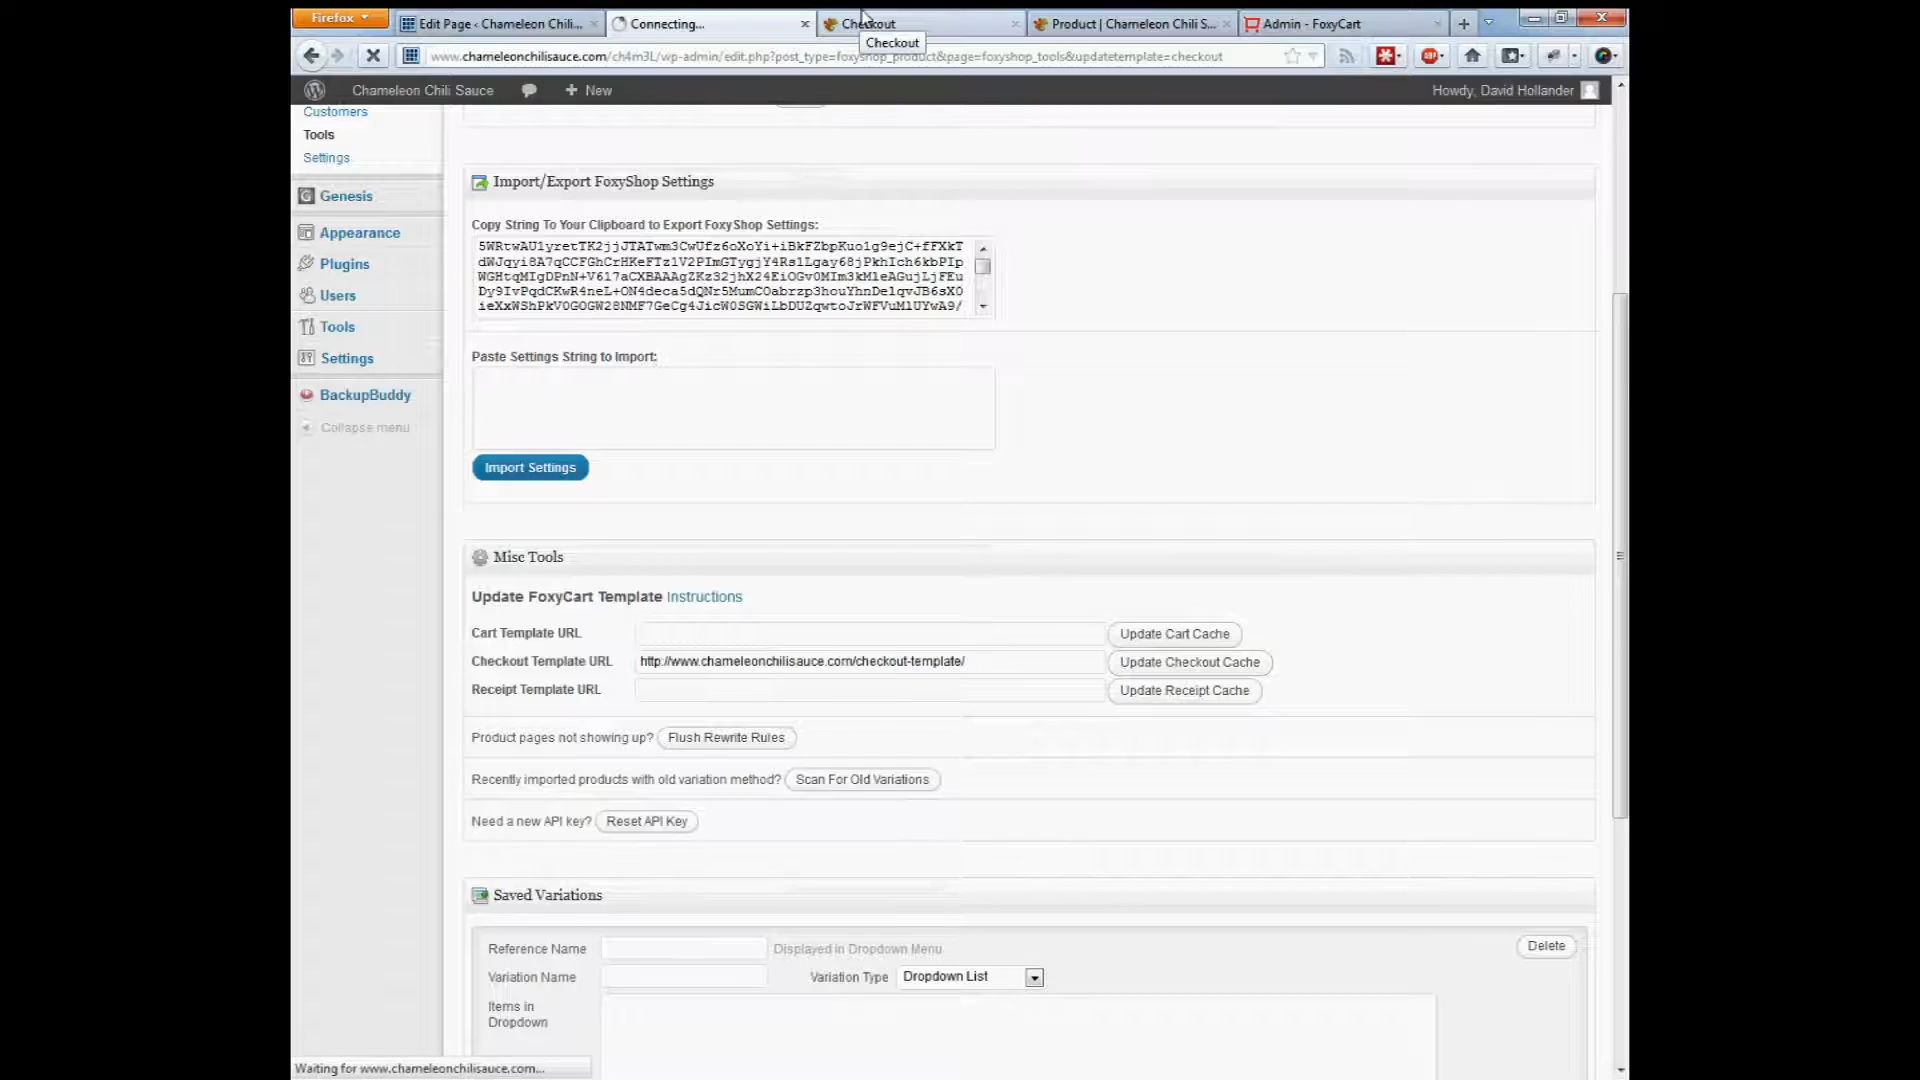 Firefox
Edit Page ‹ Chameleon Chili...
Connecting...
Checkout
Product | Chameleon Chili S...
Admin - FoxyCart
Checkout
www.chameleonchilisauce.com/ch4m3L/wp-admin/edit.php?post_type=foxyshop_product&page=foxyshop_tools&updatetemplate=checkout
Chameleon Chili Sauce
+ New
Howdy, David Hollander
Customers
Tools
Settings
Genesis
Appearance
Plugins
Users
Tools
Settings
BackupBuddy
Collapse menu
Import/Export FoxyShop Settings
Copy String To Your Clipboard to Export FoxyShop Settings:
Paste Settings String to Import:
Import Settings
Misc Tools
Update FoxyCart Template Instructions
Cart Template URL
Update Cart Cache
Checkout Template URL
http://www.chameleonchilisauce.com/checkout-template/
Update Checkout Cache
Receipt Template URL
Update Receipt Cache
Product pages not showing up? Flush Rewrite Rules
Recently imported products with old variation method? Scan For Old Variations
Need a new API key? Reset API Key
Saved Variations
Reference Name
Displayed in Dropdown Menu
Delete
Variation Name
Variation Type
Dropdown List
Items in
Dropdown
Waiting for www.chameleonchilisauce.com...